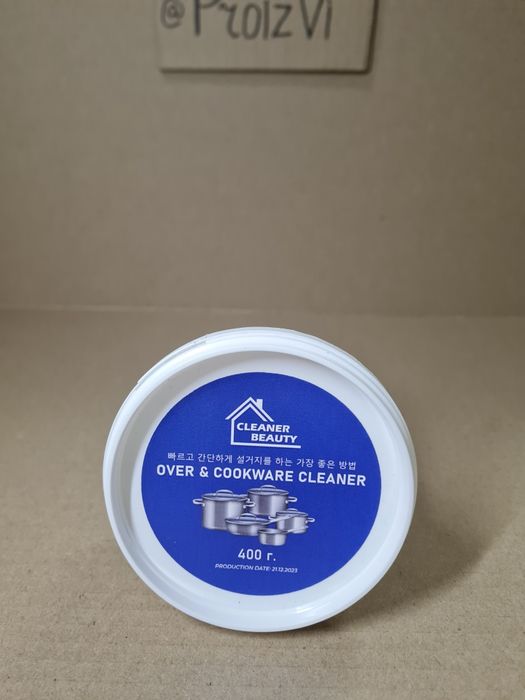 @ProizVi
CLEANER
BEAUTY
빠르고 간단하게 설거지를 하는 가장 좋은 방법
OVER & COOKWARE CLEANER
400 г.
PRODUCTION DATE: 21.12.2023